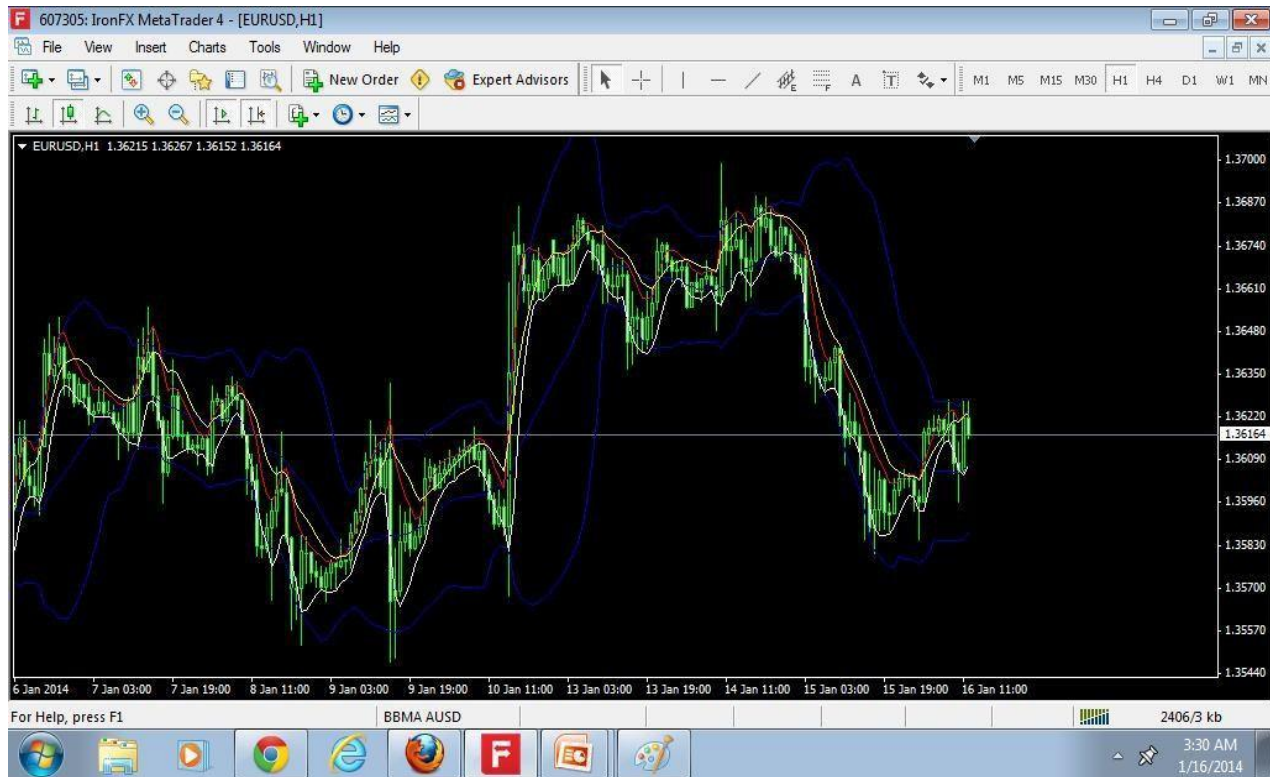 607305: IronFX MetaTrader 4 - [EURUSD,H1]
File View Insert Charts Tools Window Help
New Order Expert Advisors E F A T M1 M5 M15 M30 H1 H4 D1 W1 MN
EURUSD,H1 1.36215 1.36267 1.36152 1.36164
1.37000
1.36870
1.36740
1.36610
1.36480
1.36350
1.36220
1.36164
1.36090
1.35960
1.35830
1.35700
1.35570
1.35440
6 Jan 2014 7 Jan 03:00 7 Jan 19:00 8 Jan 11:00 9 Jan 03:00 9 Jan 19:00 10 Jan 11:00 13 Jan 03:00 13 Jan 19:00 14 Jan 11:00 15 Jan 03:00 15 Jan 19:00 16 Jan 11:00
For Help, press F1 BBMA AUSD 2406/3 kb
3:30 AM
1/16/2014